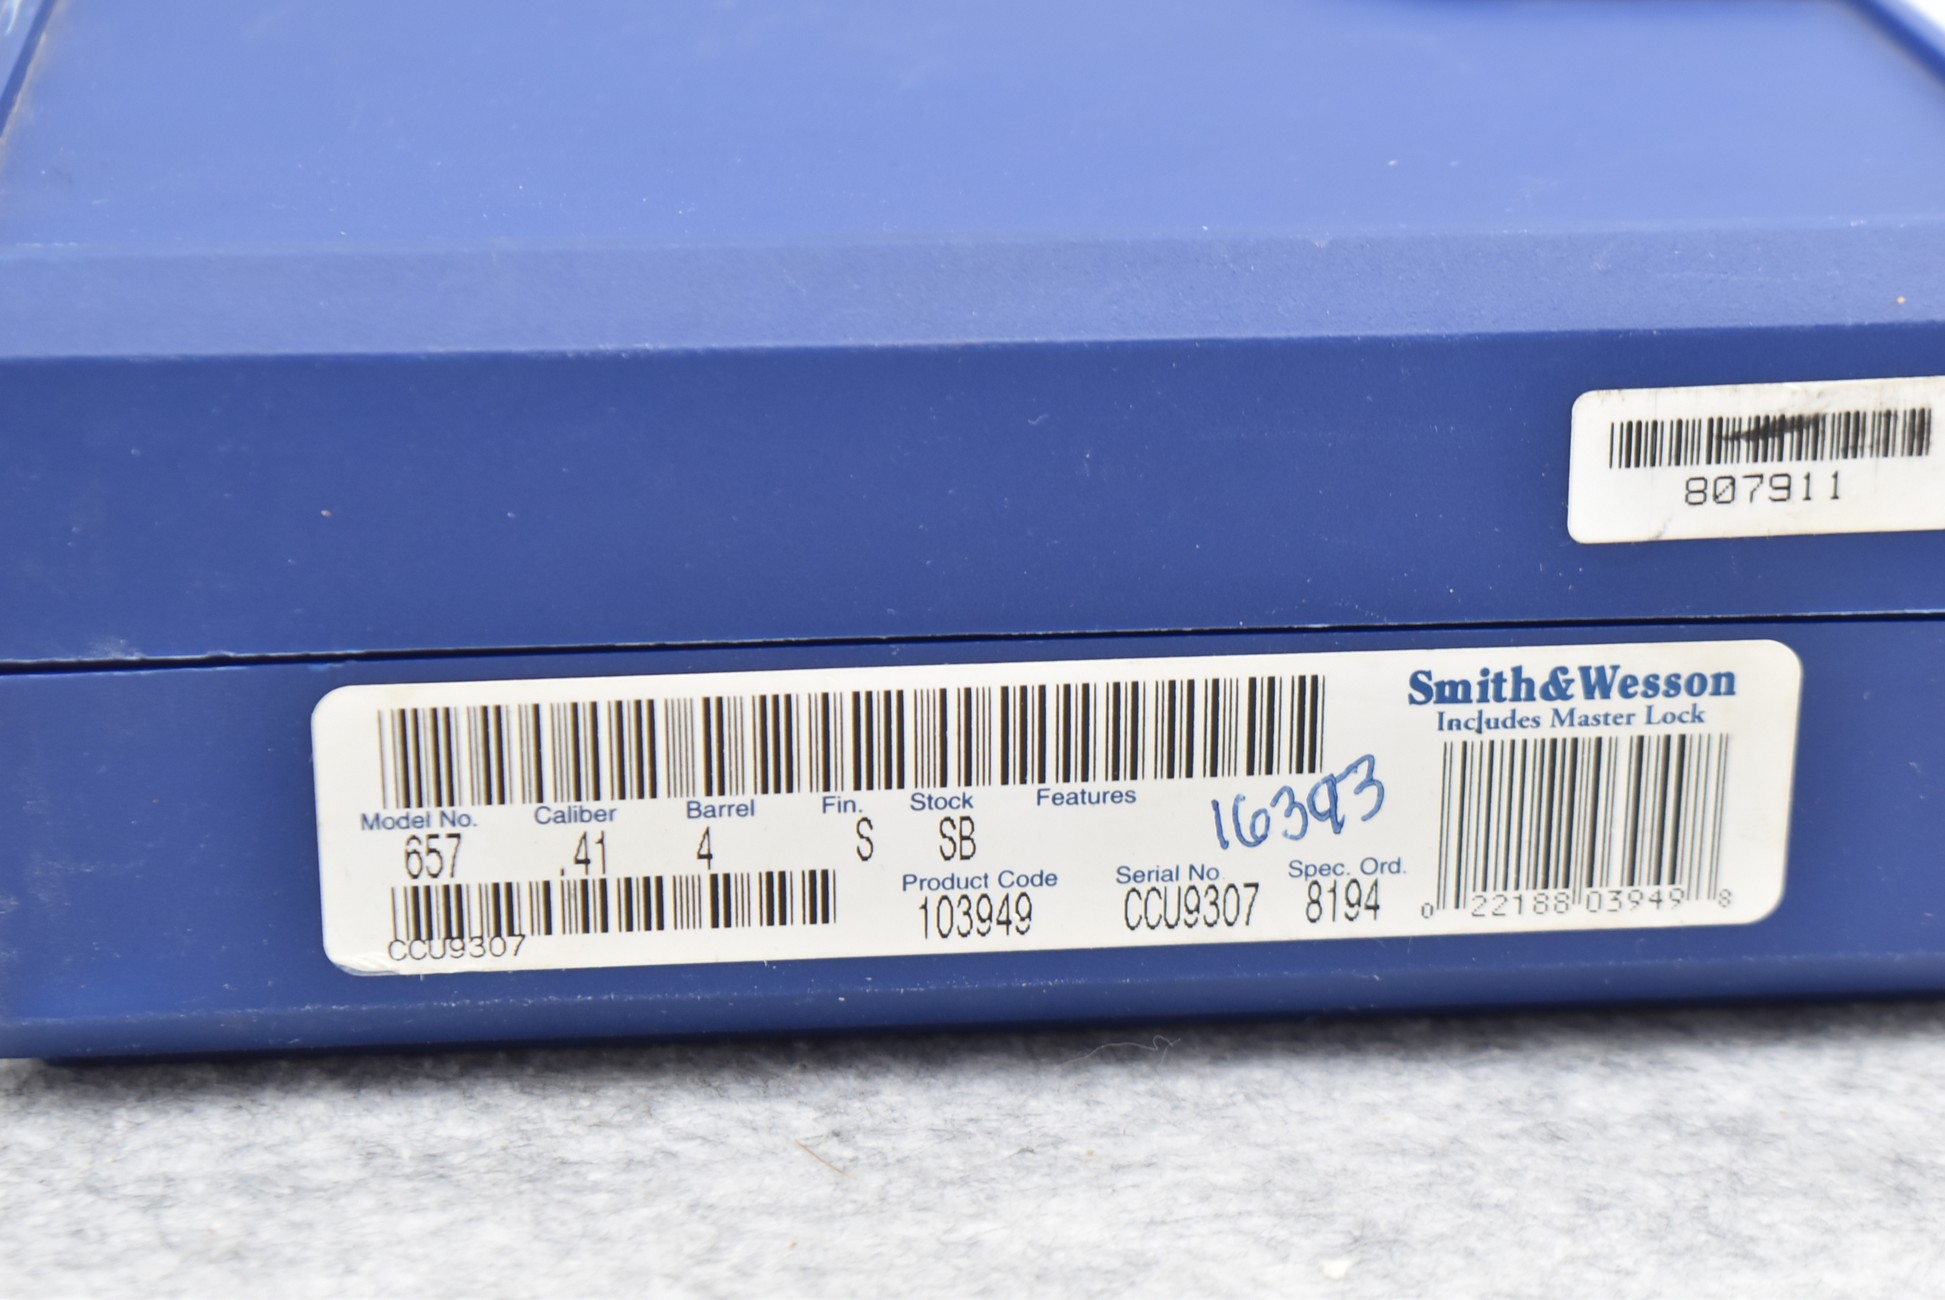 807911
Smith&Wesson
Includes Master Lock
Model No. Caliber Barrel Fin. Stock Features
657 .41 4 S SB
16393
Product Code Serial No. Spec. Ord.
103949 CCU9307 8194
CCU9307
0 22188 03949 8